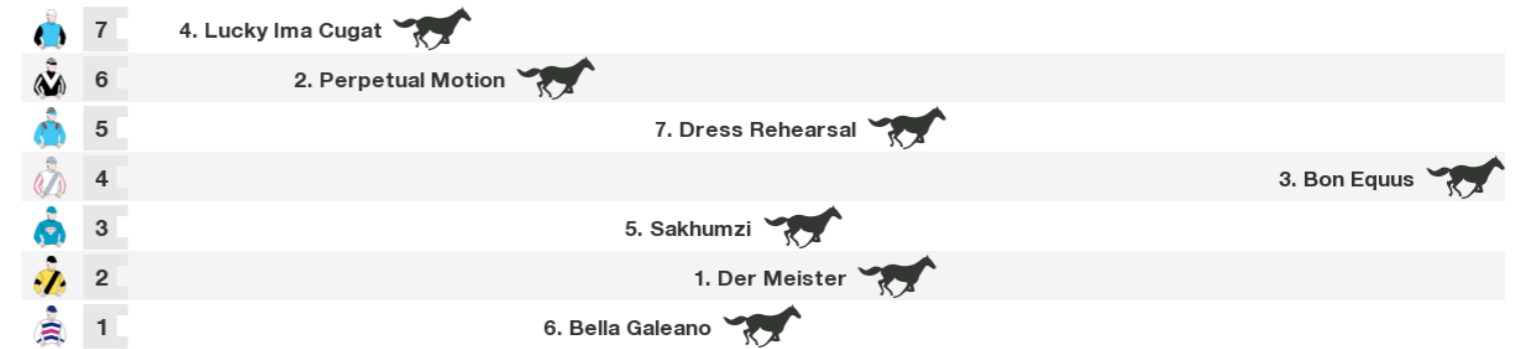 7 4. Lucky Ima Cugat
6 2. Perpetual Motion
5 7. Dress Rehearsal
4 3. Bon Equus
3 5. Sakhumzi
2 1. Der Meister
1 6. Bella Galeano